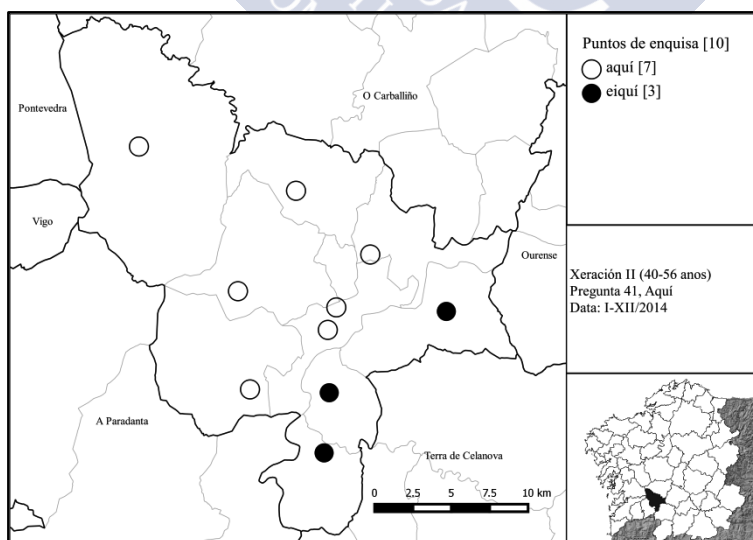 Puntos de enquisa [10]
aquí [7]
eiquí [3]
O Carballiño
Pontevedra
Vigo
Ourense
Xeración II (40-56 anos)
Pregunta 41, Aquí
Data: I-XII/2014
A Paradanta
Terra de Celanova
0 2,5 5 7,5 10 km